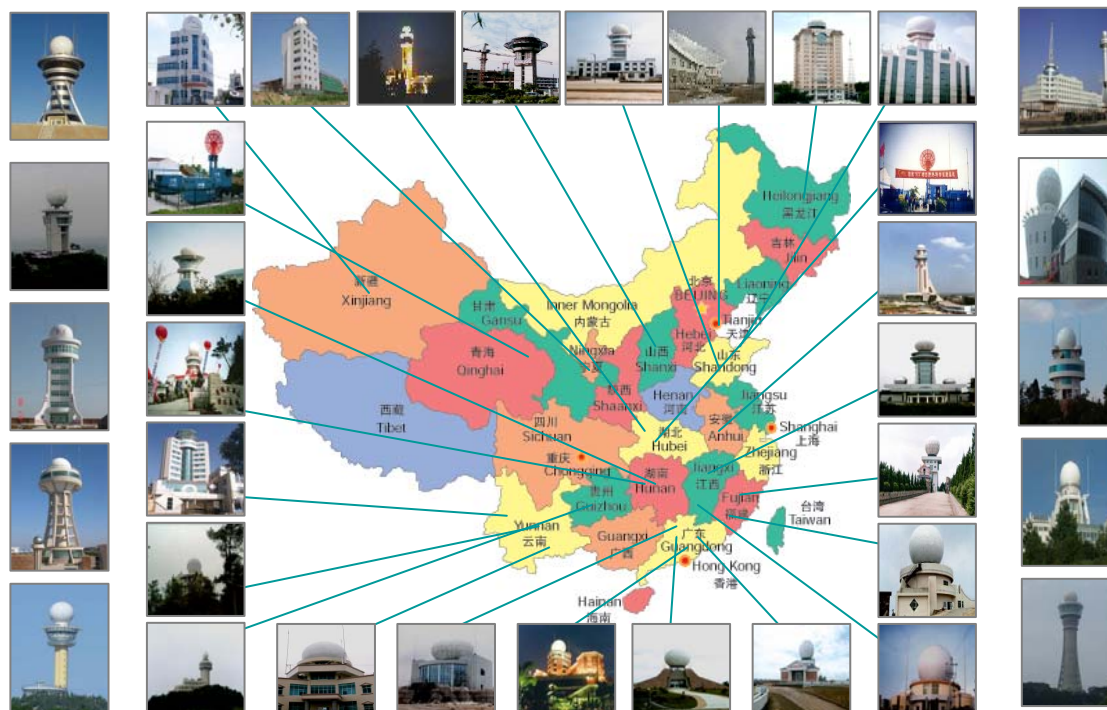 Heilongjiang
黑龙江
吉林
Jilin
Liaoning
辽宁
北京
BEIJING
Tianjin
天津
Hebei
河北
Inner Mongolia
内蒙古
新疆
Xinjiang
甘肃
Gansu
Ningxia
宁夏
山西
Shanxi
山东
Shandong
青海
Qinghai
陕西
Shaanxi
Henan
河南
Jiangsu
江苏
安徽
Anhui
Shanghai
上海
西藏
Tibet
四川
Sichuan
重庆
Chongqing
湖北
Hubei
Zhejiang
浙江
湖南
Hunan
Jiangxi
江西
贵州
Guizhou
Fujian
福建
台湾
Taiwan
Yunnan
云南
Guangxi
广西
广东
Guangdong
Hong Kong
香港
Hainan
海南